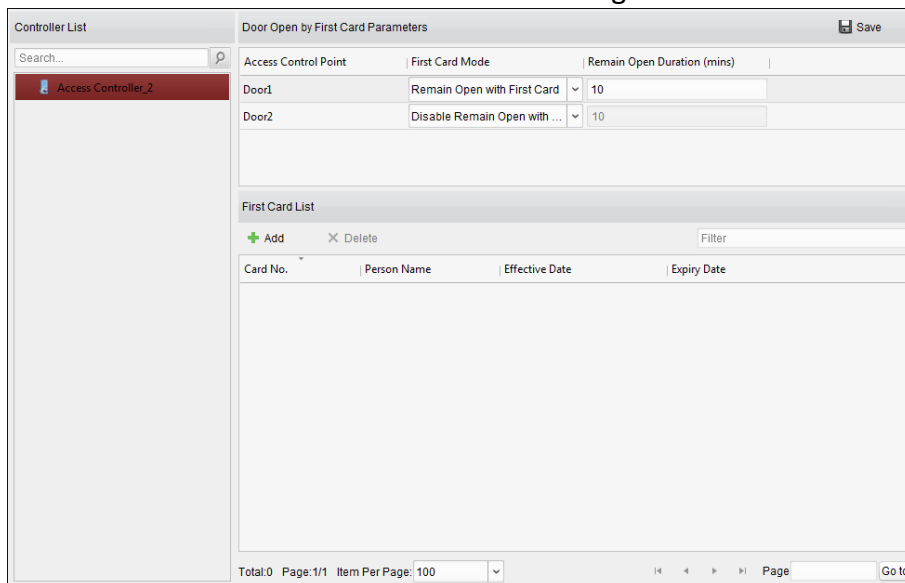 Controller List
Search...
Access Controller_2
Door Open by First Card Parameters
Save
Access Control Point
First Card Mode
Remain Open Duration (mins)
Door1
Remain Open with First Card
10
Door2
Disable Remain Open with ...
10
First Card List
Add
Delete
Filter
Card No.
Person Name
Effective Date
Expiry Date
Total:0 Page:1/1 Item Per Page: 100
Page
Go to